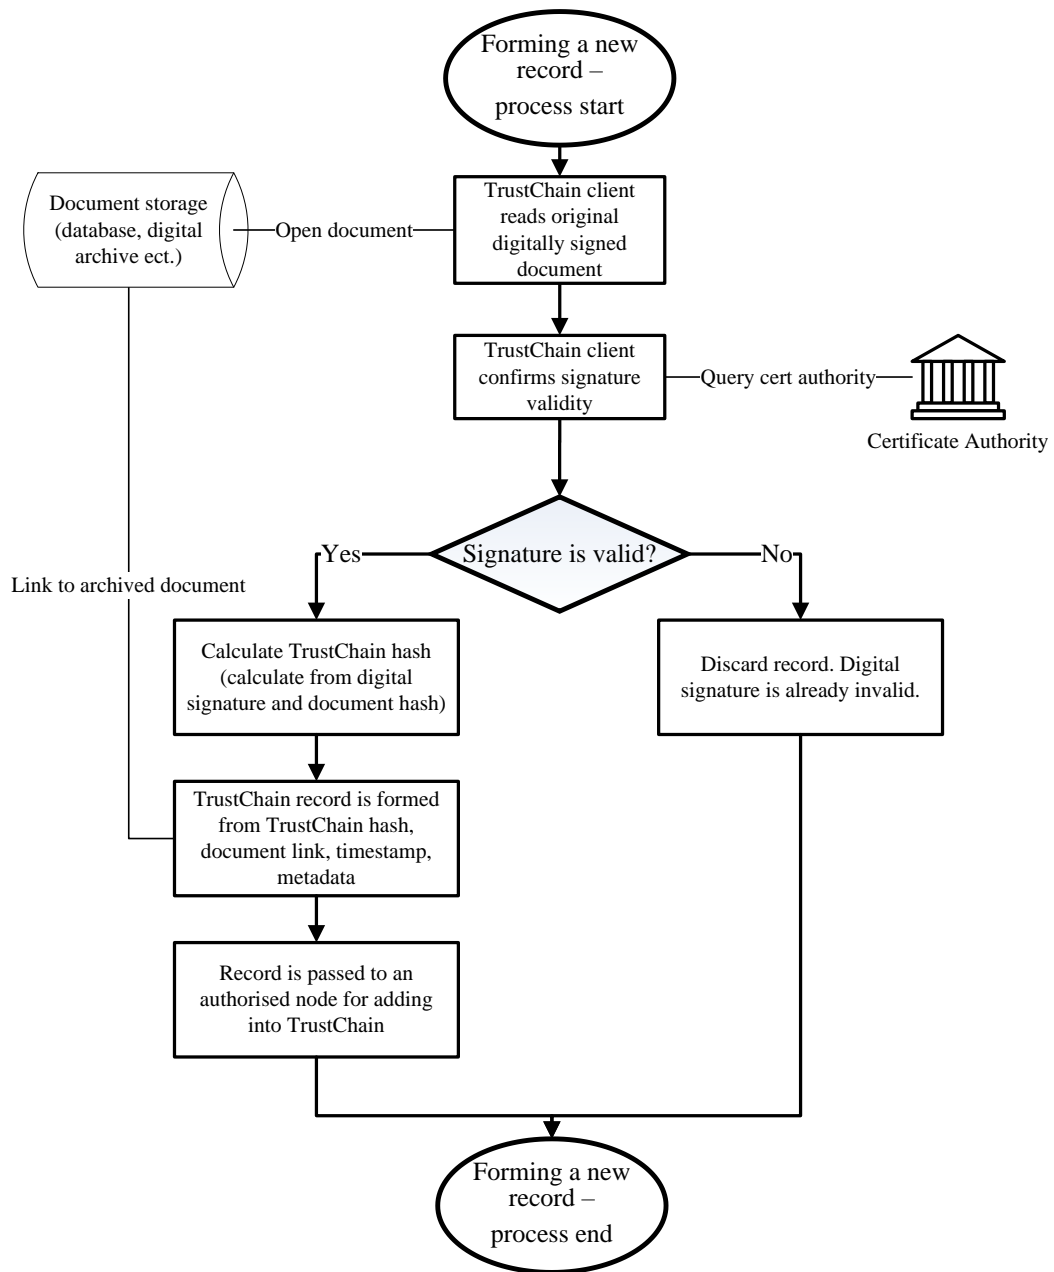 Forming a new
record –
process start
TrustChain client
reads original
digitally signed
document
Document storage
(database, digital
archive ect.)
Open document
TrustChain client
confirms signature
validity
Query cert authority
Certificate Authority
Signature is valid?
Yes
No
Link to archived document
Calculate TrustChain hash
(calculate from digital
signature and document hash)
Discard record. Digital
signature is already invalid.
TrustChain record is formed
from TrustChain hash,
document link, timestamp,
metadata
Record is passed to an
authorised node for adding
into TrustChain
Forming a new
record –
process end